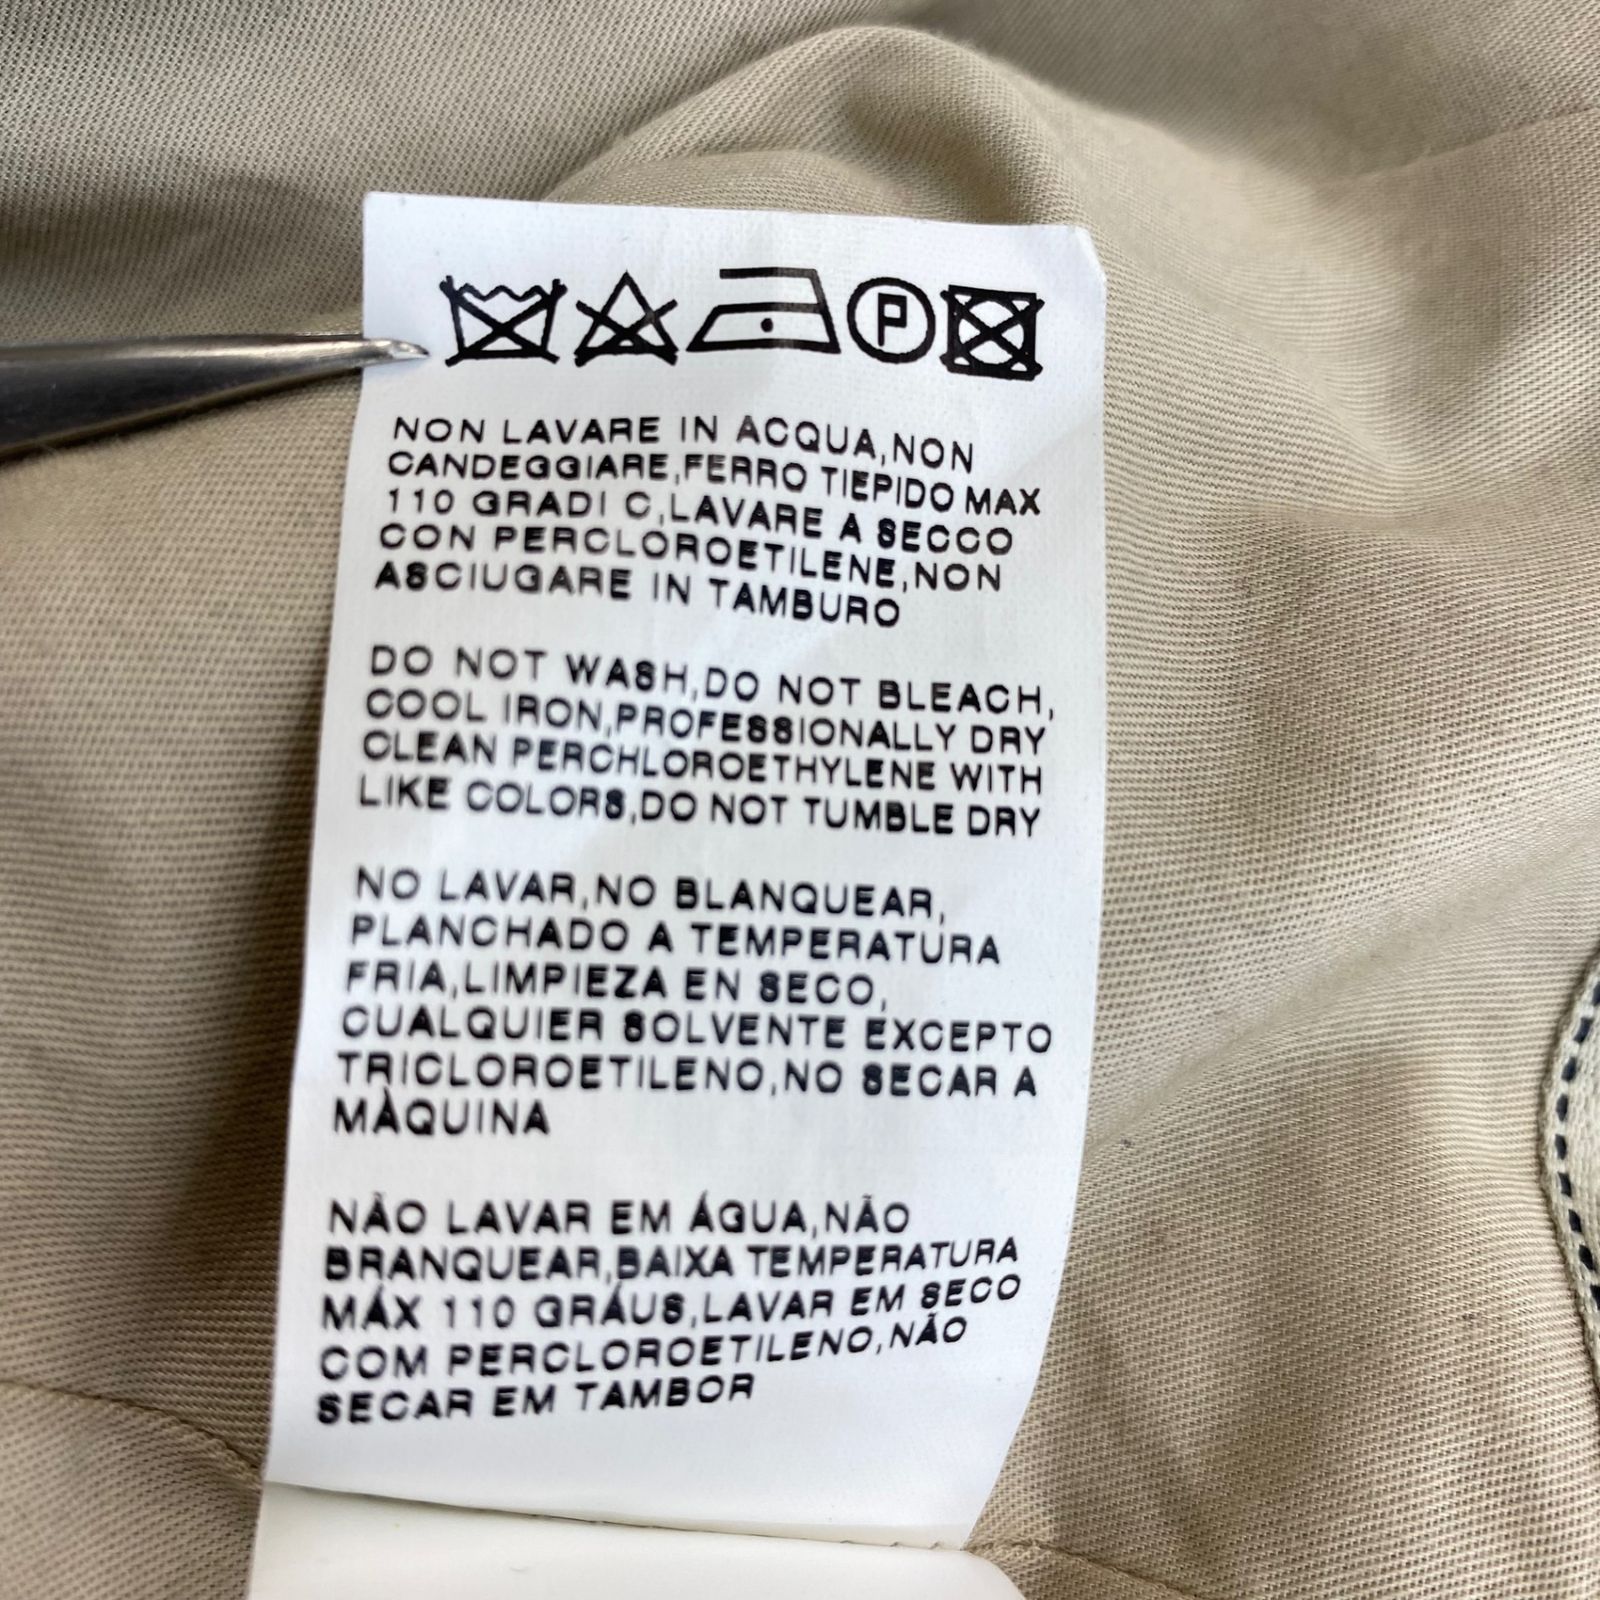 P
NON LAVARE IN ACQUA,NON
CANDEGGIARE,FERRO TIEPIDO MAX
110 GRADI C,LAVARE A SECCO
CON PERCLOROETILENE,NON
ASCIUGARE IN TAMBURO
DO NOT WASH,DO NOT BLEACH,
COOL IRON,PROFESSIONALLY DRY
CLEAN PERCHLOROETHYLENE WITH
LIKE COLORS,DO NOT TUMBLE DRY
NO LAVAR,NO BLANQUEAR,
PLANCHADO A TEMPERATURA
FRIA,LIMPIEZA EN SECO,
CUALQUIER SOLVENTE EXCEPTO
TRICLOROETILENO,NO SECAR A
MÀQUINA
NÃO LAVAR EM ÁGUA,NÃO
BRANQUEAR,BAIXA TEMPERATURA
MÁX 110 GRÁUS,LAVAR EM SECO
COM PERCLOROETILENO,NÃO
SECAR EM TAMBOR